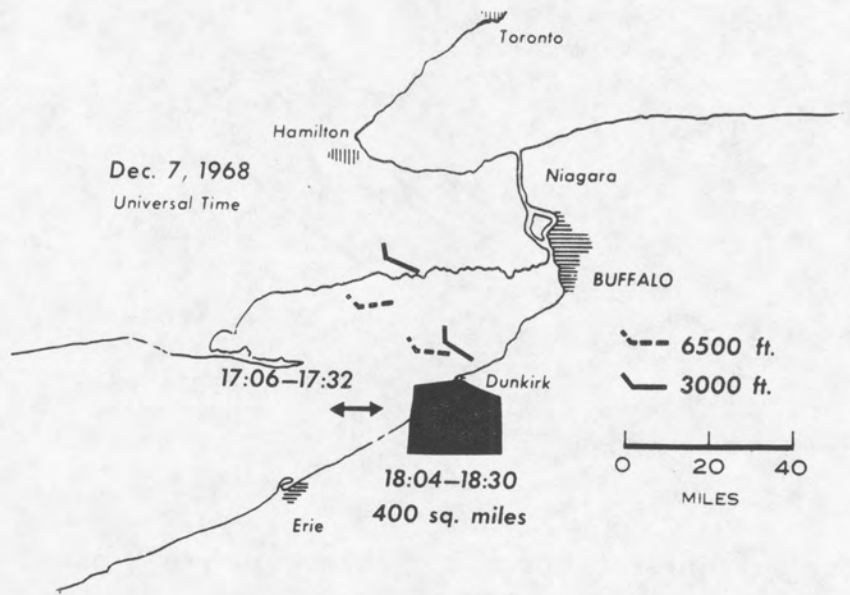 Toronto
Hamilton
Dec. 7, 1968
Universal Time
Niagara
BUFFALO
6500 ft.
3000 ft.
17:06–17:32
Dunkirk
0 20 40
MILES
18:04–18:30
400 sq. miles
Erie